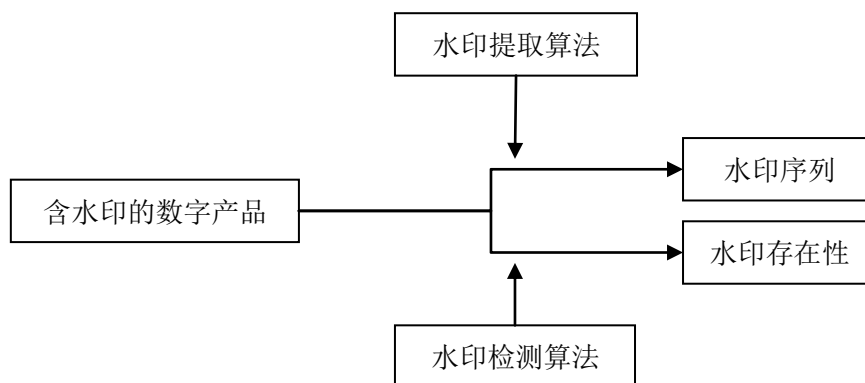 水印提取算法
水印序列
含水印的数字产品
水印存在性
水印检测算法